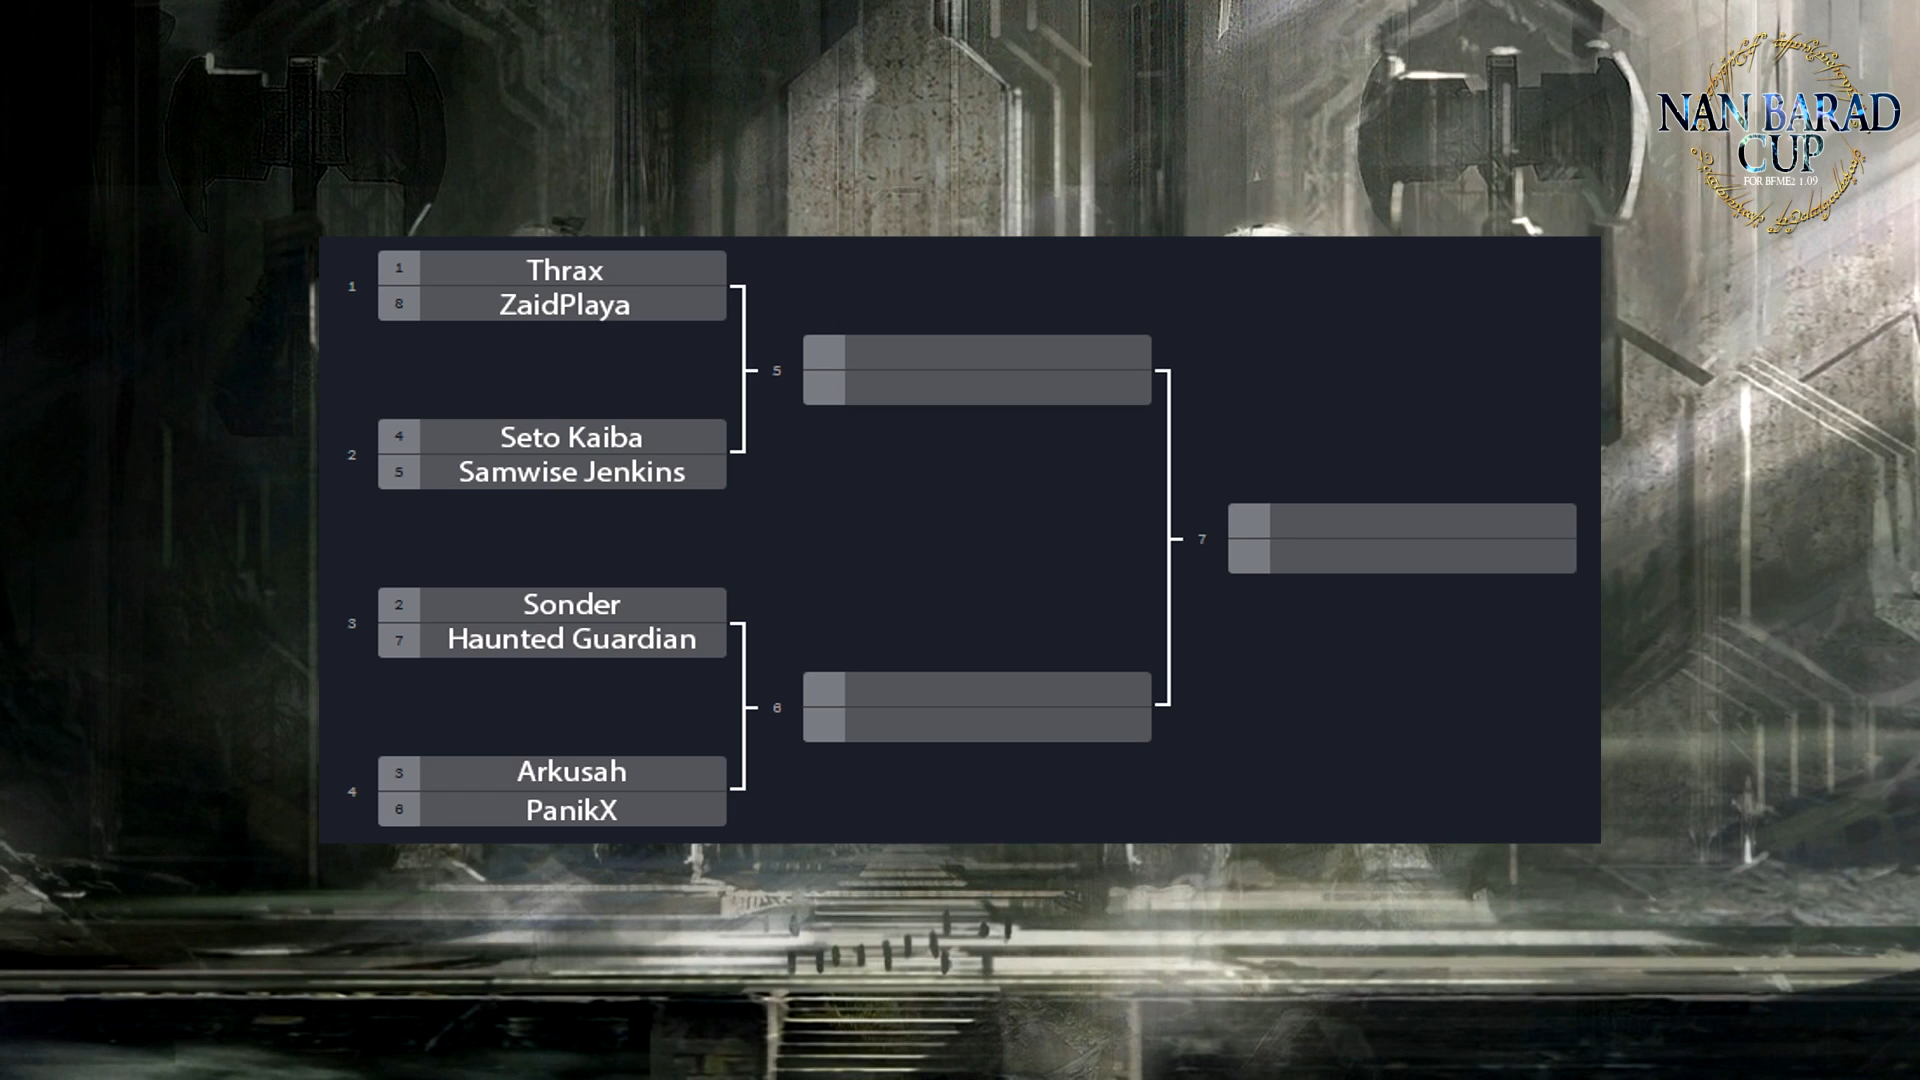 NAN BARAD
CUP
FOR BFME2 1.09
1
1
Thrax
8
ZaidPlaya
2
4
Seto Kaiba
5
Samwise Jenkins
3
2
Sonder
7
Haunted Guardian
4
3
Arkusah
6
PanikX
5
6
7